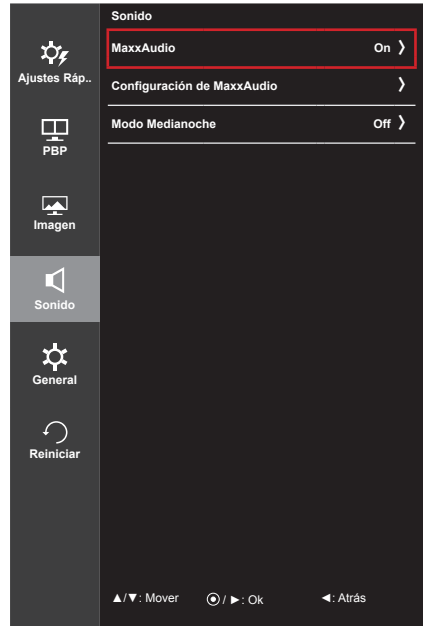 Sonido
MaxxAudio On
Ajustes Ráp..
Configuración de MaxxAudio
Modo Medianoche Off
PBP
Imagen
Sonido
General
Reiniciar
▲/▼: Mover ◉/ ►: Ok ◄: Atrás